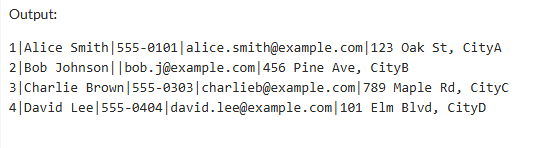 Output:
1|Alice Smith|555-0101|alice.smith@example.com|123 Oak St, CityA
2|Bob Johnson||bob.j@example.com|456 Pine Ave, CityB
3|Charlie Brown|555-0303|charlieb@example.com|789 Maple Rd, CityC
4|David Lee|555-0404|david.lee@example.com|101 Elm Blvd, CityD